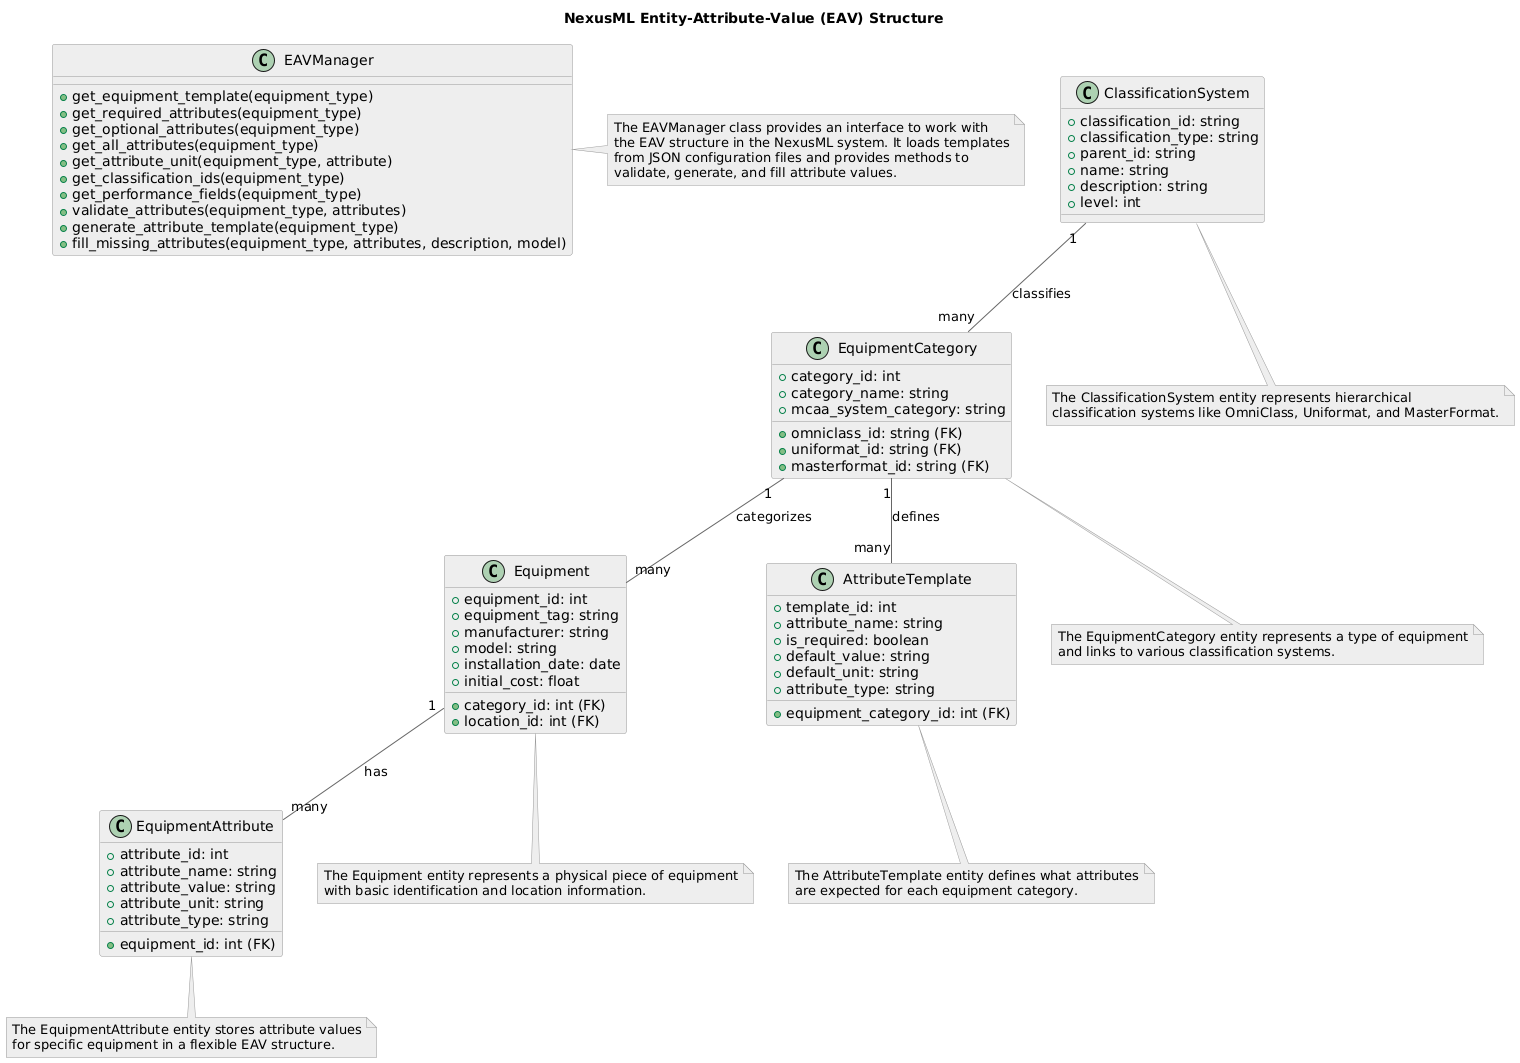 NexusML Entity-Attribute-Value (EAV) Structure
C EAVManager
get_equipment_template(equipment_type)
get_required_attributes(equipment_type)
get_optional_attributes(equipment_type)
get_all_attributes(equipment_type)
get_attribute_unit(equipment_type, attribute)
get_classification_ids(equipment_type)
get_performance_fields(equipment_type)
validate_attributes(equipment_type, attributes)
generate_attribute_template(equipment_type)
fill_missing_attributes(equipment_type, attributes, description, model)
The EAVManager class provides an interface to work with
the EAV structure in the NexusML system. It loads templates
from JSON configuration files and provides methods to
validate, generate, and fill attribute values.
C ClassificationSystem
classification_id: string
classification_type: string
parent_id: string
name: string
description: string
level: int
1
classifies
many
The ClassificationSystem entity represents hierarchical
classification systems like OmniClass, Uniformat, and MasterFormat.
C EquipmentCategory
category_id: int
category_name: string
mcaa_system_category: string
omniclass_id: string (FK)
uniformat_id: string (FK)
masterformat_id: string (FK)
1
categorizes
many
1
defines
many
The EquipmentCategory entity represents a type of equipment
and links to various classification systems.
C Equipment
equipment_id: int
equipment_tag: string
manufacturer: string
model: string
installation_date: date
initial_cost: float
category_id: int (FK)
location_id: int (FK)
C AttributeTemplate
template_id: int
attribute_name: string
is_required: boolean
default_value: string
default_unit: string
attribute_type: string
equipment_category_id: int (FK)
1
has
many
C EquipmentAttribute
attribute_id: int
attribute_name: string
attribute_value: string
attribute_unit: string
attribute_type: string
equipment_id: int (FK)
The Equipment entity represents a physical piece of equipment
with basic identification and location information.
The AttributeTemplate entity defines what attributes
are expected for each equipment category.
The EquipmentAttribute entity stores attribute values
for specific equipment in a flexible EAV structure.